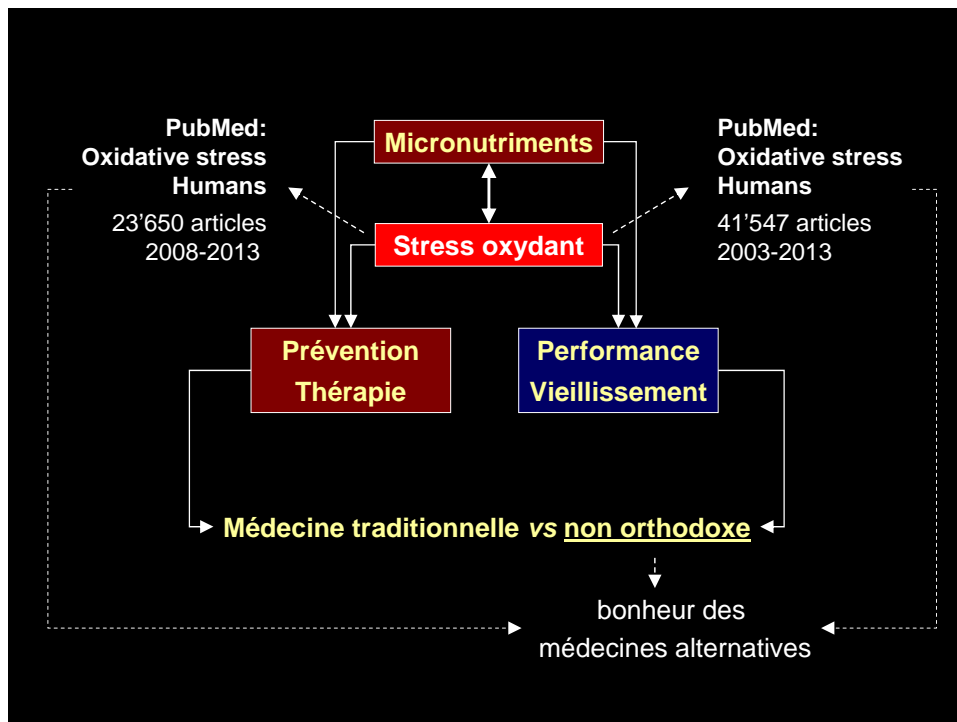 PubMed:
Oxidative stress
Humans
23’650 articles
2008-2013
Micronutriments
Stress oxydant
PubMed:
Oxidative stress
Humans
41’547 articles
2003-2013
Prévention
Thérapie
Performance
Vieillissement
Médecine traditionnelle vs non orthodoxe
bonheur des
médecines alternatives